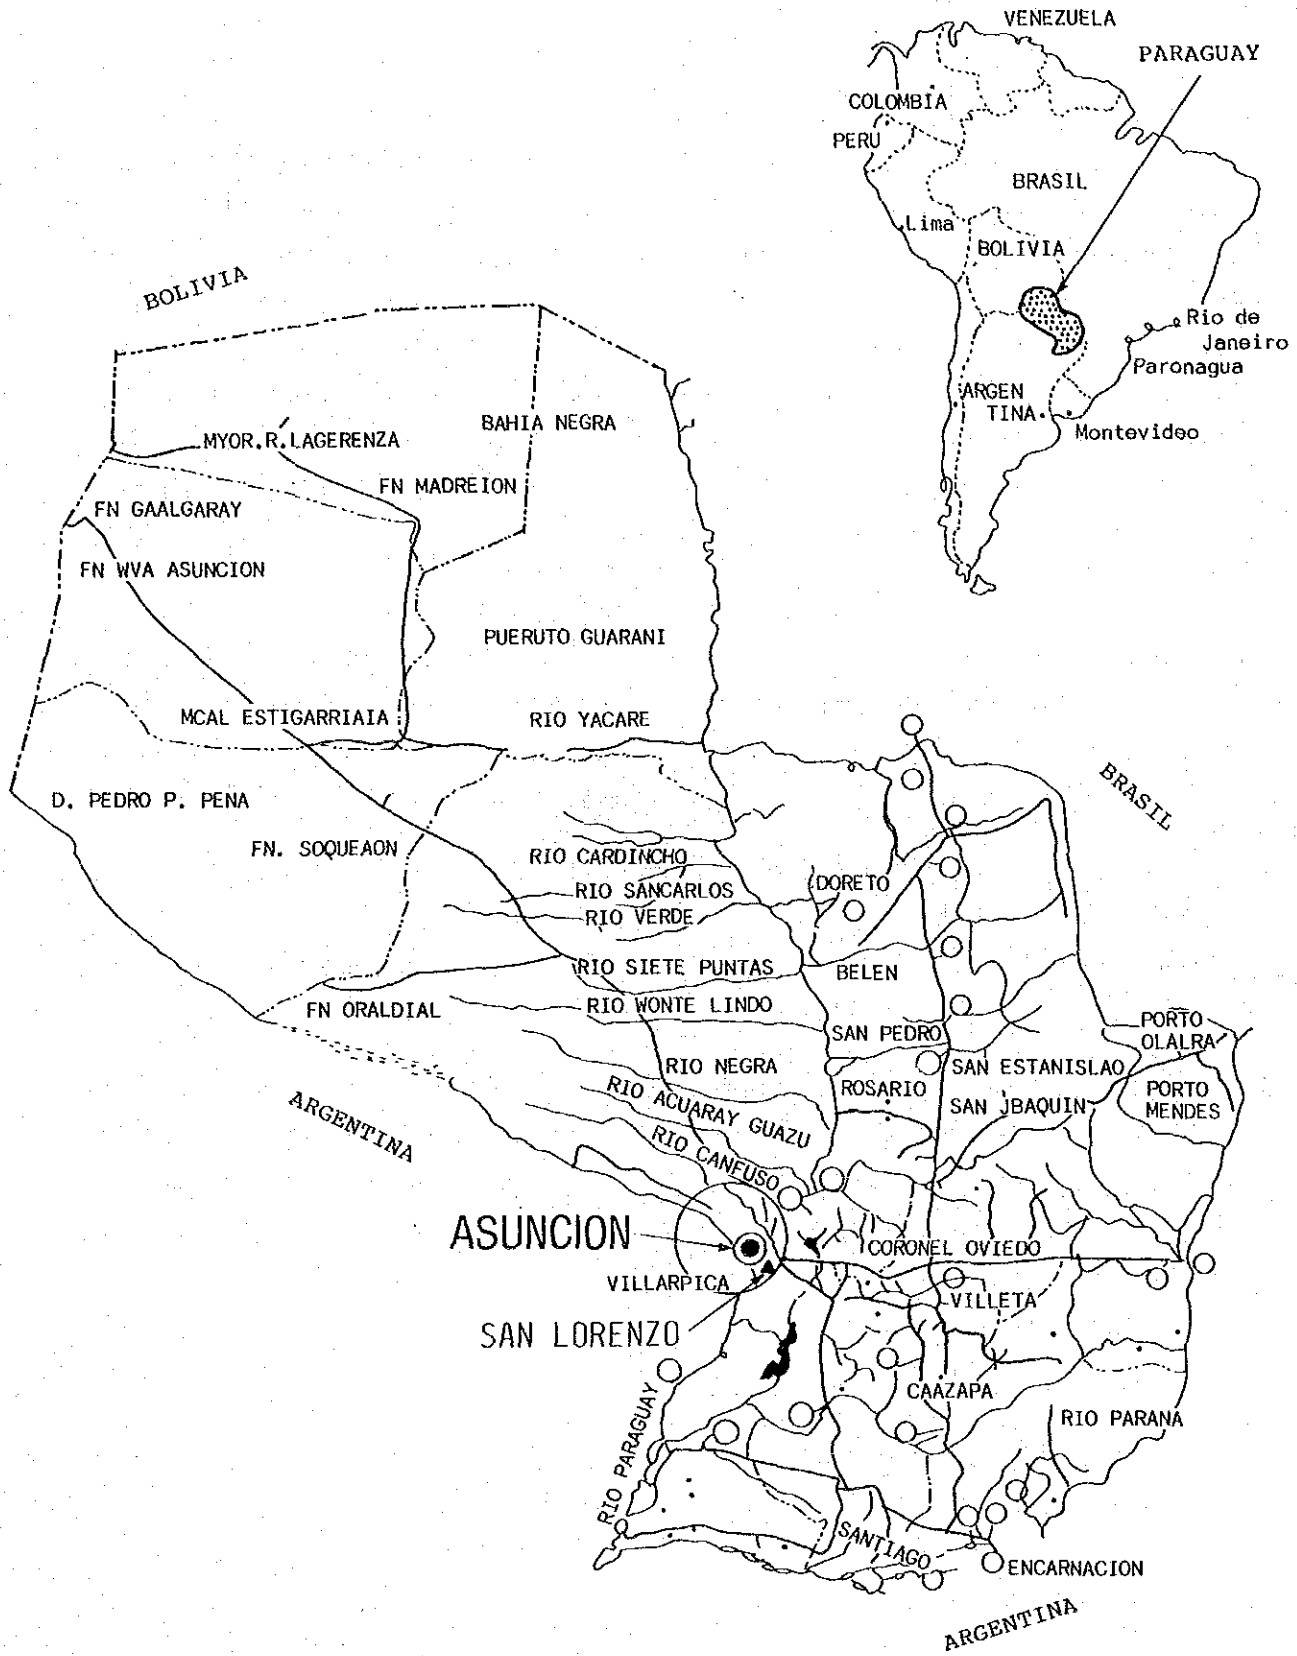 VENEZUELA
PARAGUAY
COLOMBIA
PERU
BRASIL
Lima
BOLIVIA
Rio de
Janeiro
Paronagua
ARGEN
TINA
Montevideo
BOLIVIA
BAHIA NEGRA
MYOR.R.LAGERENZA
FN MADREION
FN GAALGARAY
FN WVA ASUNCION
PUERUTO GUARANI
MCAL ESTIGARRIAIA
RIO YACARE
BRASIL
D. PEDRO P. PENA
FN. SOQUEAON
RIO CARDINCHO
RIO SANCARLOS
DORETO
RIO VERDE
RIO SIETE PUNTAS
BELEN
FN ORALDIAL
RIO WONTE LINDO
SAN PEDRO
PORTO
OLALRA
RIO NEGRA
SAN ESTANISLAO
ROSARIO
PORTO
MENDES
RIO ACUARAY GUAZU
SAN JBAQUIN
ARGENTINA
RIO CANFUSO
ASUNCION
CORONEL OVIEDO
VILLARPICA
VILLETA
SAN LORENZO
CAAZAPA
RIO PARANA
RIO PARAGUAY
SANTIAGO
ENCARNACION
ARGENTINA